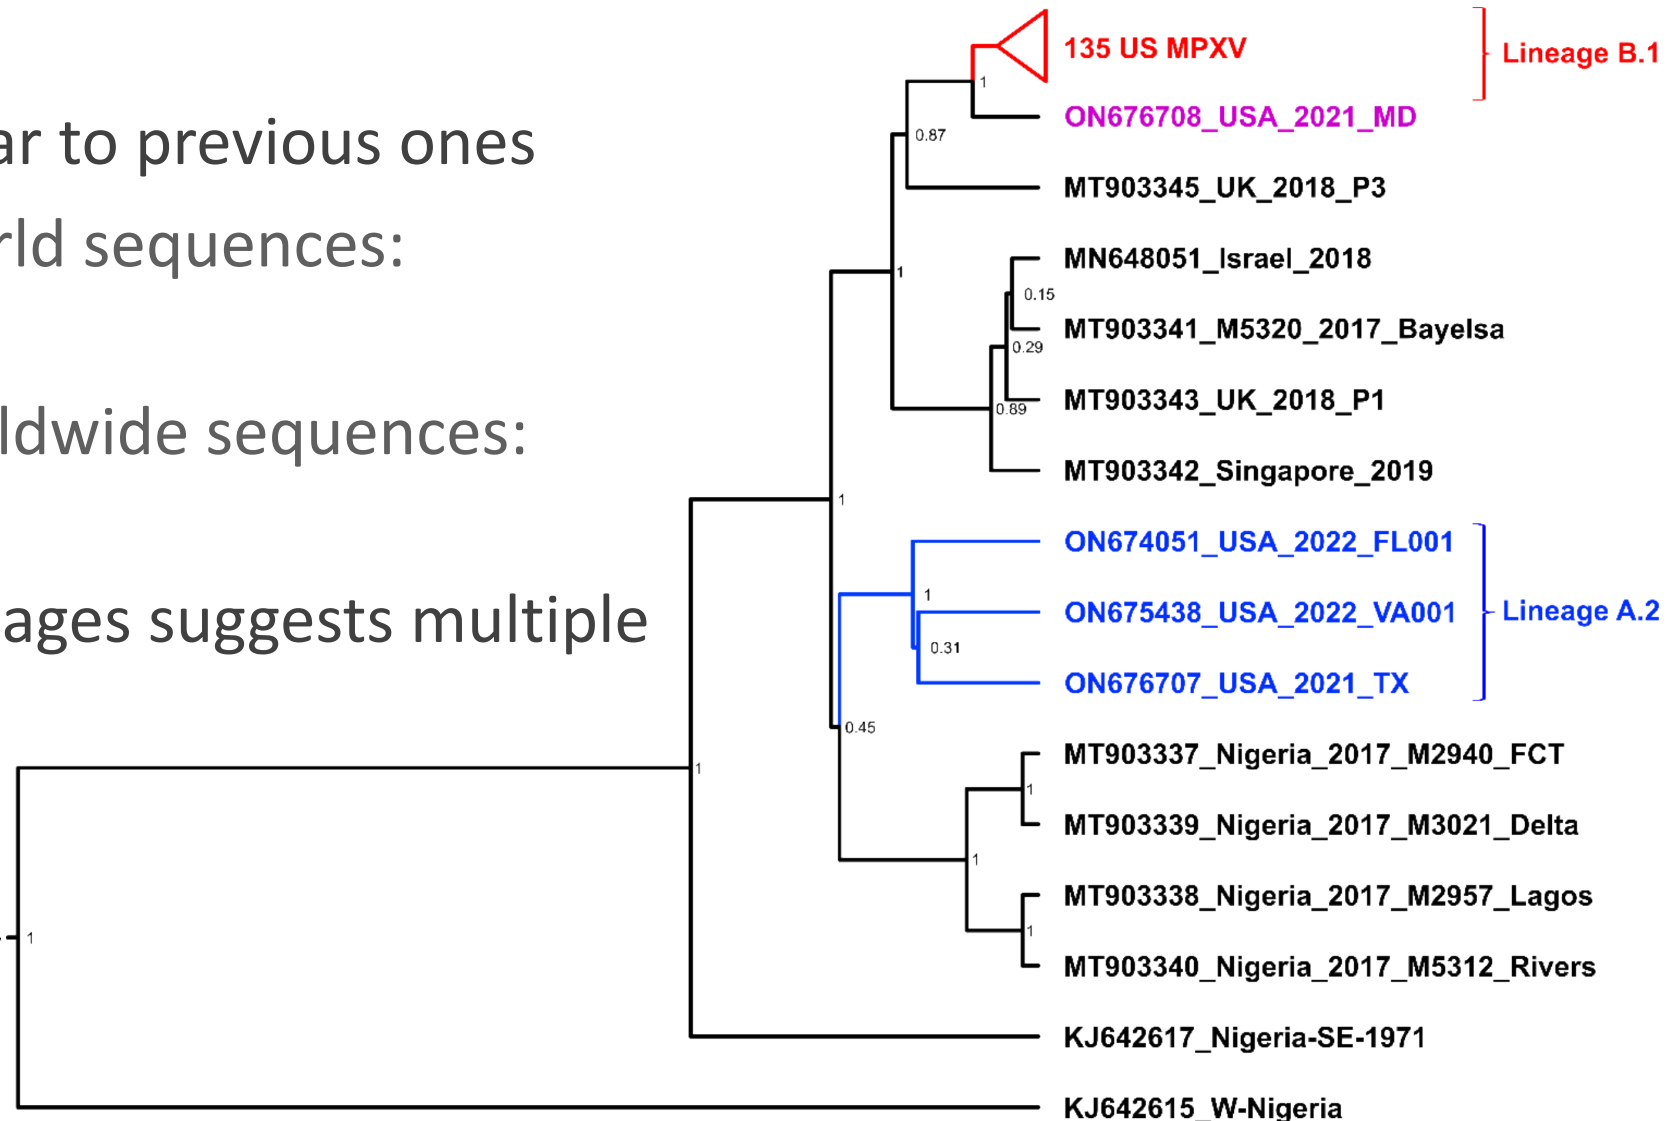 ar to previous ones
rld sequences:
ldwide sequences:
ages suggests multiple
135 US MPXV
Lineage B.1
1
ON676708_USA_2021_MD
0.87
MT903345_UK_2018_P3
MN648051_Israel_2018
1
0.15
MT903341_M5320_2017_Bayelsa
0.29
MT903343_UK_2018_P1
0.89
MT903342_Singapore_2019
1
ON674051_USA_2022_FL001
1
ON675438_USA_2022_VA001
Lineage A.2
0.31
ON676707_USA_2021_TX
0.45
MT903337_Nigeria_2017_M2940_FCT
1
1
MT903339_Nigeria_2017_M3021_Delta
1
MT903338_Nigeria_2017_M2957_Lagos
1
1
MT903340_Nigeria_2017_M5312_Rivers
KJ642617_Nigeria-SE-1971
KJ642615_W-Nigeria